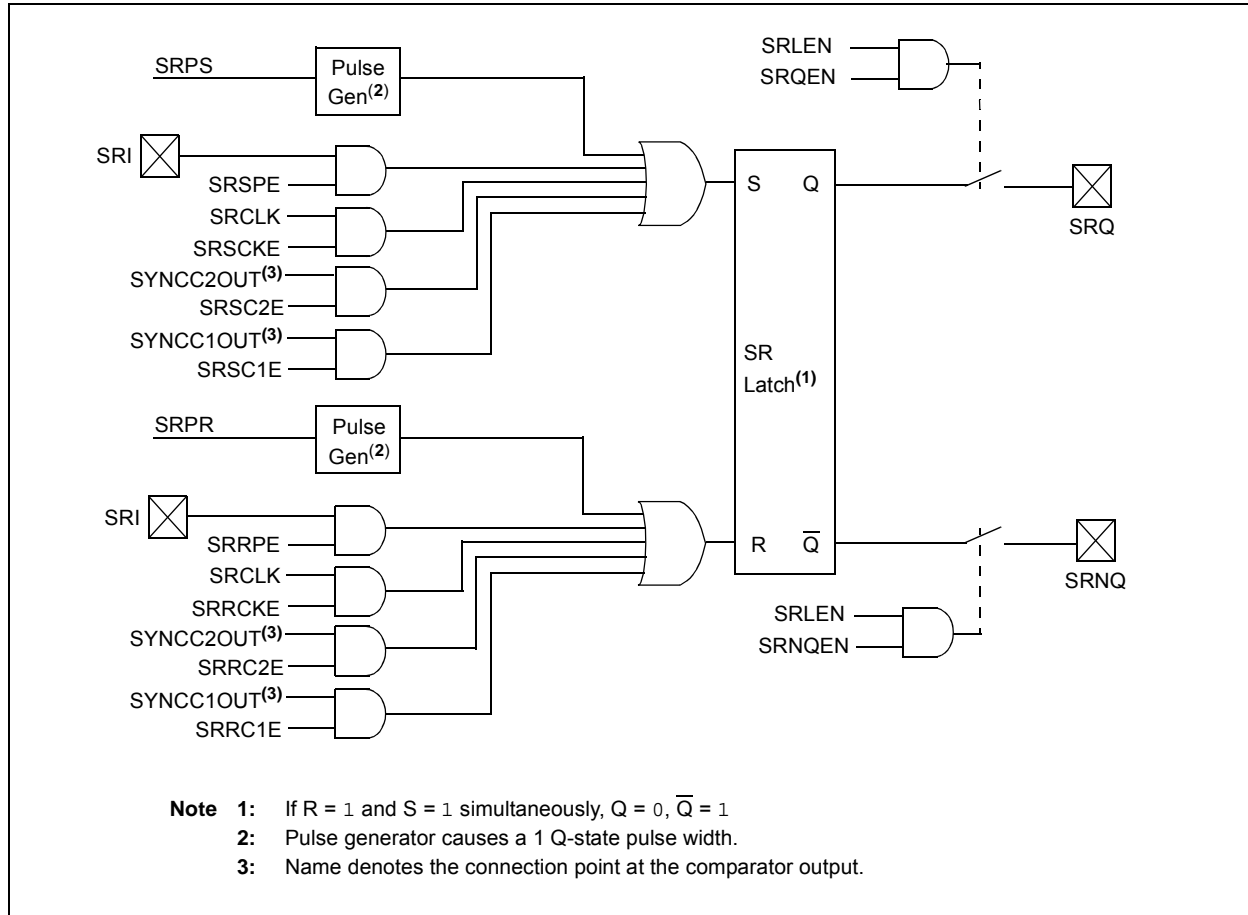 SRLEN
SRQEN
SRPS
Pulse
Gen(2)
SRI
SRSPE
SRCLK
SRSCKE
SYNCC2OUT(3)
SRSC2E
SYNCC1OUT(3)
SRSC1E
S Q
SRQ
SR
Latch(1)
SRPR
Pulse
Gen(2)
SRI
SRRPE
SRCLK
SRRCKE
SYNCC2OUT(3)
SRRC2E
SYNCC1OUT(3)
SRRC1E
R Q̅
SRNQ
SRLEN
SRNQEN
Note 1: If R = 1 and S = 1 simultaneously, Q = 0, Q̅ = 1
2: Pulse generator causes a 1 Q-state pulse width.
3: Name denotes the connection point at the comparator output.